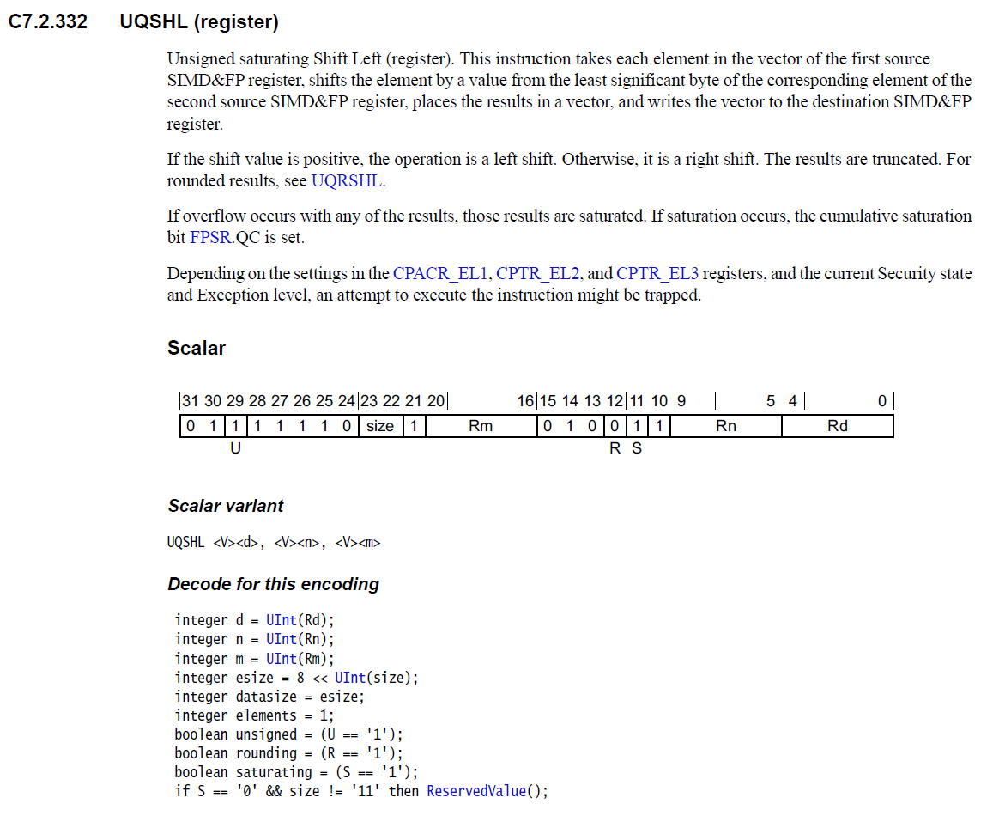 C7.2.332 UQSHL (register)
Unsigned saturating Shift Left (register). This instruction takes each element in the vector of the first source
SIMD&FP register, shifts the element by a value from the least significant byte of the corresponding element of the
second source SIMD&FP register, places the results in a vector, and writes the vector to the destination SIMD&FP
register.
If the shift value is positive, the operation is a left shift. Otherwise, it is a right shift. The results are truncated. For
rounded results, see UQRSHL.
If overflow occurs with any of the results, those results are saturated. If saturation occurs, the cumulative saturation
bit FPSR.QC is set.
Depending on the settings in the CPACR_EL1, CPTR_EL2, and CPTR_EL3 registers, and the current Security state
and Exception level, an attempt to execute the instruction might be trapped.
Scalar
|31 30 29 28|27 26 25 24|23 22 21 20| 16|15 14 13 12|11 10 9 | 5 4 | 0|
0 1 1 1 1 1 1 0 size 1 Rm 0 1 0 0 1 1 Rn Rd
U R S
Scalar variant
UQSHL <V><d>, <V><n>, <V><m>
Decode for this encoding
integer d = UInt(Rd);
integer n = UInt(Rn);
integer m = UInt(Rm);
integer esize = 8 << UInt(size);
integer datasize = esize;
integer elements = 1;
boolean unsigned = (U == '1');
boolean rounding = (R == '1');
boolean saturating = (S == '1');
if S == '0' && size != '11' then ReservedValue();